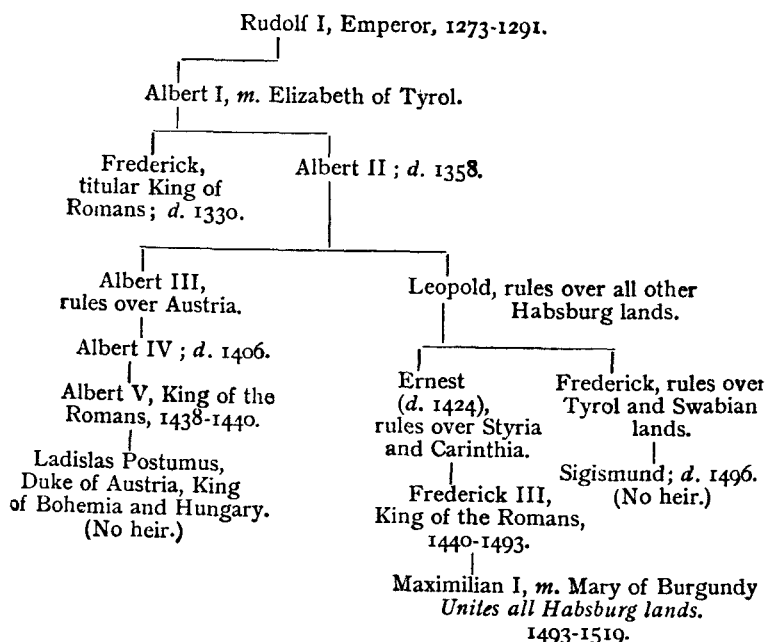 Rudolf I, Emperor, 1273-1291.
Albert I, m. Elizabeth of Tyrol.
Frederick,
titular King of
Romans; d. 1330.
Albert II ; d. 1358.
Albert III,
rules over Austria.
Leopold, rules over all other
Habsburg lands.
Albert IV ; d. 1406.
Albert V, King of the
Romans, 1438-1440.
Ladislas Postumus,
Duke of Austria, King
of Bohemia and Hungary.
(No heir.)
Ernest
(d. 1424),
rules over Styria
and Carinthia.
Frederick, rules over
Tyrol and Swabian
lands.
Sigismund; d. 1496.
(No heir.)
Frederick III,
King of the Romans,
1440-1493.
Maximilian I, m. Mary of Burgundy
Unites all Habsburg lands.
1493-1519.